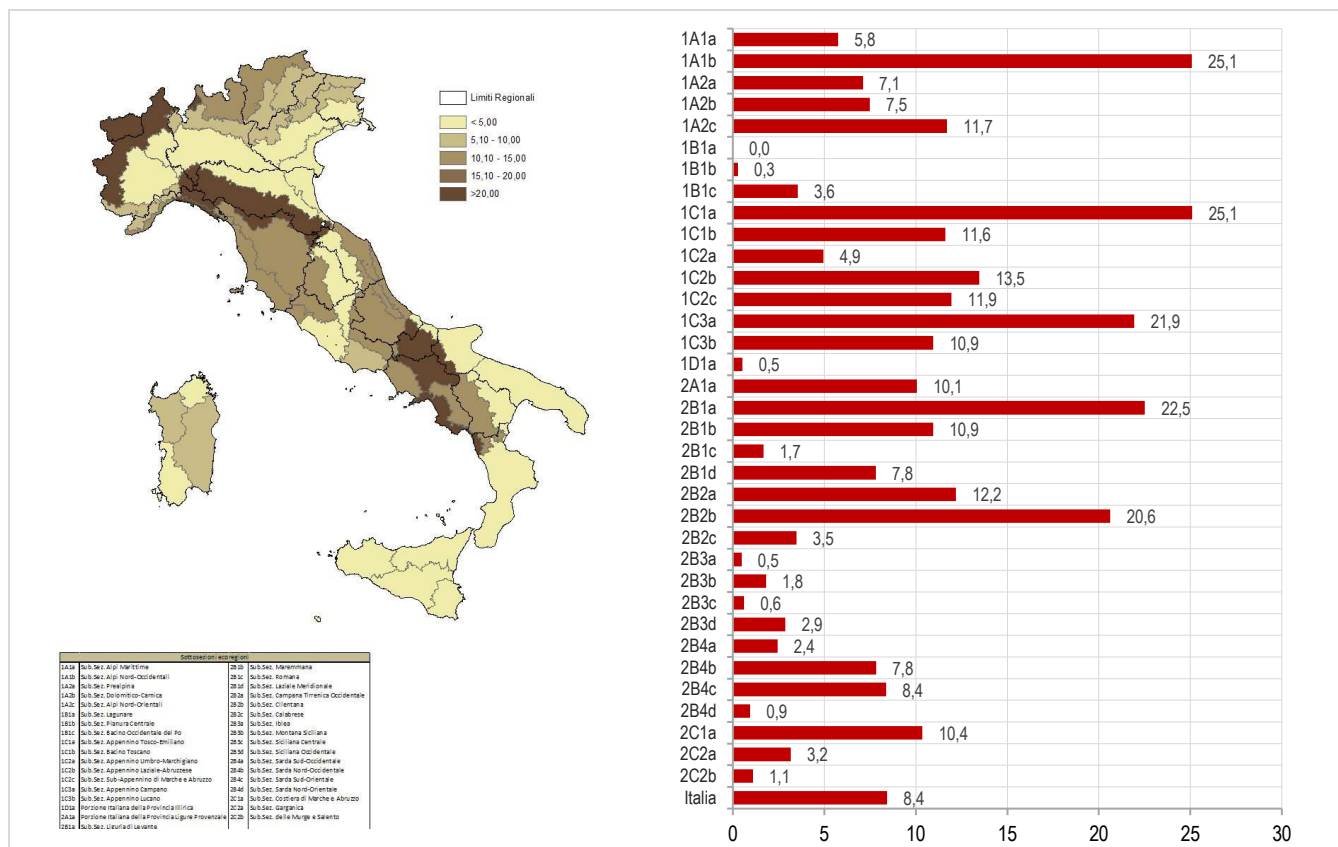 Limiti Regionali
< 5,00
5,10 - 10,00
10,10 - 15,00
15,10 - 20,00
>20,00
Sottosezioni ecoregioni
1A1a Sub.Sez. Alpi Marittime 2B1b Sub.Sez. Maremmana
1A1b Sub.Sez. Alpi Nord-Occidentali 2B1c Sub.Sez. Romana
1A2a Sub.Sez. Prealpina 2B1d Sub.Sez. Laziale Meridionale
1A2b Sub.Sez. Dolomitico-Carnica 2B2a Sub.Sez. Campana Tirrenica Occidentale
1A2c Sub.Sez. Alpi Nord-Orientali 2B2b Sub.Sez. Cilentana
1B1a Sub.Sez. Lagunare 2B2c Sub.Sez. Calabrese
1B1b Sub.Sez. Pianura Centrale 2B3a Sub.Sez. Iblea
1B1c Sub.Sez. Bacino Occidentale del Po 2B3b Sub.Sez. Montana Siciliana
1C1a Sub.Sez. Appennino Tosco-Emiliano 2B3c Sub.Sez. Siciliana Centrale
1C1b Sub.Sez. Bacino Toscano 2B3d Sub.Sez. Siciliana Occidentale
1C2a Sub.Sez. Appennino Umbro-Marchigiano 2B4a Sub.Sez. Sarda Sud-Occidentale
1C2b Sub.Sez. Appennino Laziale-Abruzzese 2B4b Sub.Sez. Sarda Nord-Occidentale
1C2c Sub.Sez. Sub-Appennino di Marche e Abruzzo 2B4c Sub.Sez. Sarda Sud-Orientale
1C3a Sub.Sez. Appennino Campano 2B4d Sub.Sez. Sarda Nord-Orientale
1C3b Sub.Sez. Appennino Lucano 2C1a Sub.Sez. Costiera di Marche e Abruzzo
1D1a Porzione Italiana della Provincia Illirica 2C2a Sub.Sez. Garganica
2A1a Porzione Italiana della Provincia Ligure Provenzale 2C2b Sub.Sez. delle Murge e Salento
2B1a Sub.Sez. Liguria di Levante
1A1a 5,8
1A1b 25,1
1A2a 7,1
1A2b 7,5
1A2c 11,7
1B1a 0,0
1B1b 0,3
1B1c 3,6
1C1a 25,1
1C1b 11,6
1C2a 4,9
1C2b 13,5
1C2c 11,9
1C3a 21,9
1C3b 10,9
1D1a 0,5
2A1a 10,1
2B1a 22,5
2B1b 10,9
2B1c 1,7
2B1d 7,8
2B2a 12,2
2B2b 20,6
2B2c 3,5
2B3a 0,5
2B3b 1,8
2B3c 0,6
2B3d 2,9
2B4a 2,4
2B4b 7,8
2B4c 8,4
2B4d 0,9
2C1a 10,4
2C2a 3,2
2C2b 1,1
Italia 8,4
0 5 10 15 20 25 30